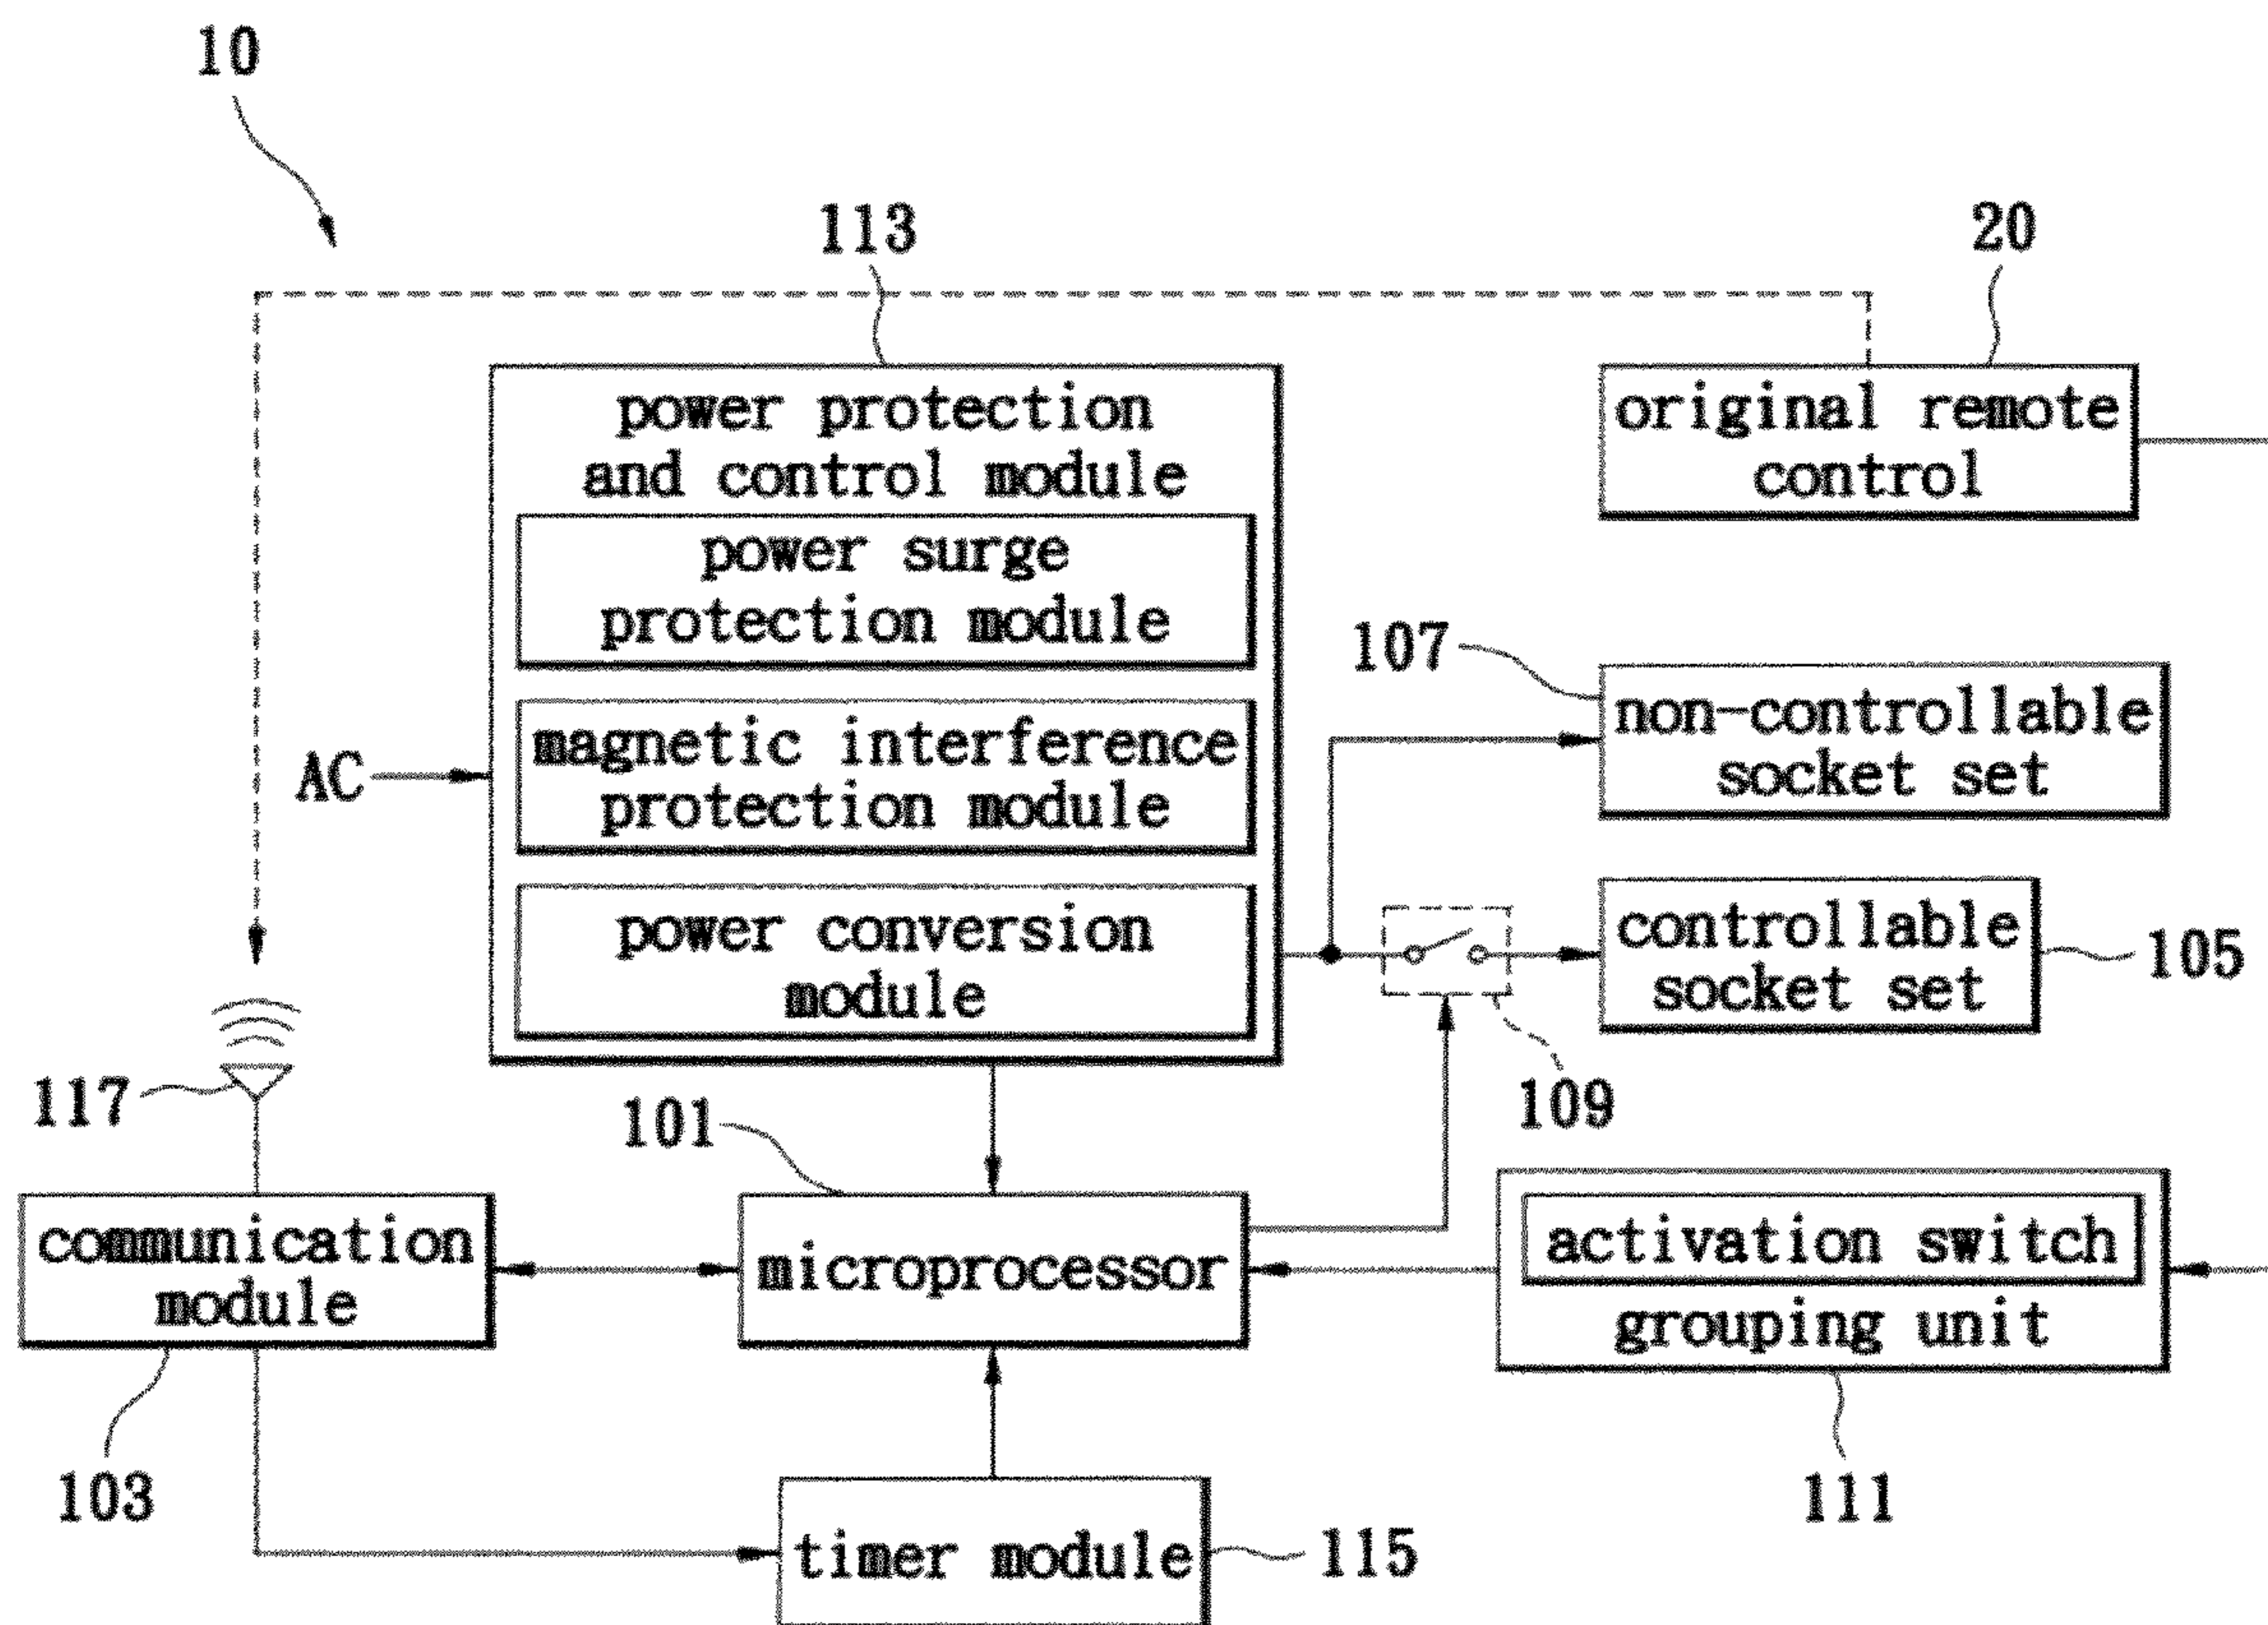 10
113
20
power protection
and control module
original remote
control
power surge
protection module
107
non-controllable
socket set
magnetic interference
protection module
AC
controllable
socket set
105
power conversion
module
109
117
101
communication
module
microprocessor
activation switch
grouping unit
103
111
timer module
115